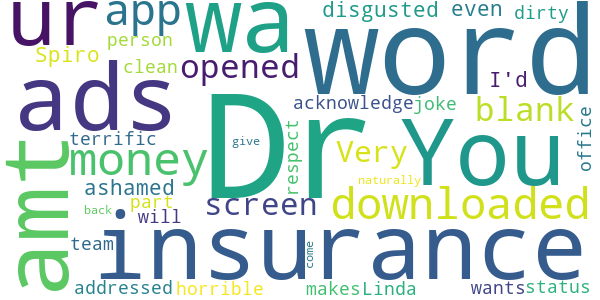 ur
app
wa
word
disgusted
even
dirty
Spiro
person
clean
opened
I'd
ads
acknowledge
joke
blank
office
Dr
You
amt
terrific
money
give
respect
Very
naturally
ashamed
part
back
will
screen
downloaded
team
insurance
come
addressed
horrible
makes
Linda
wants
status